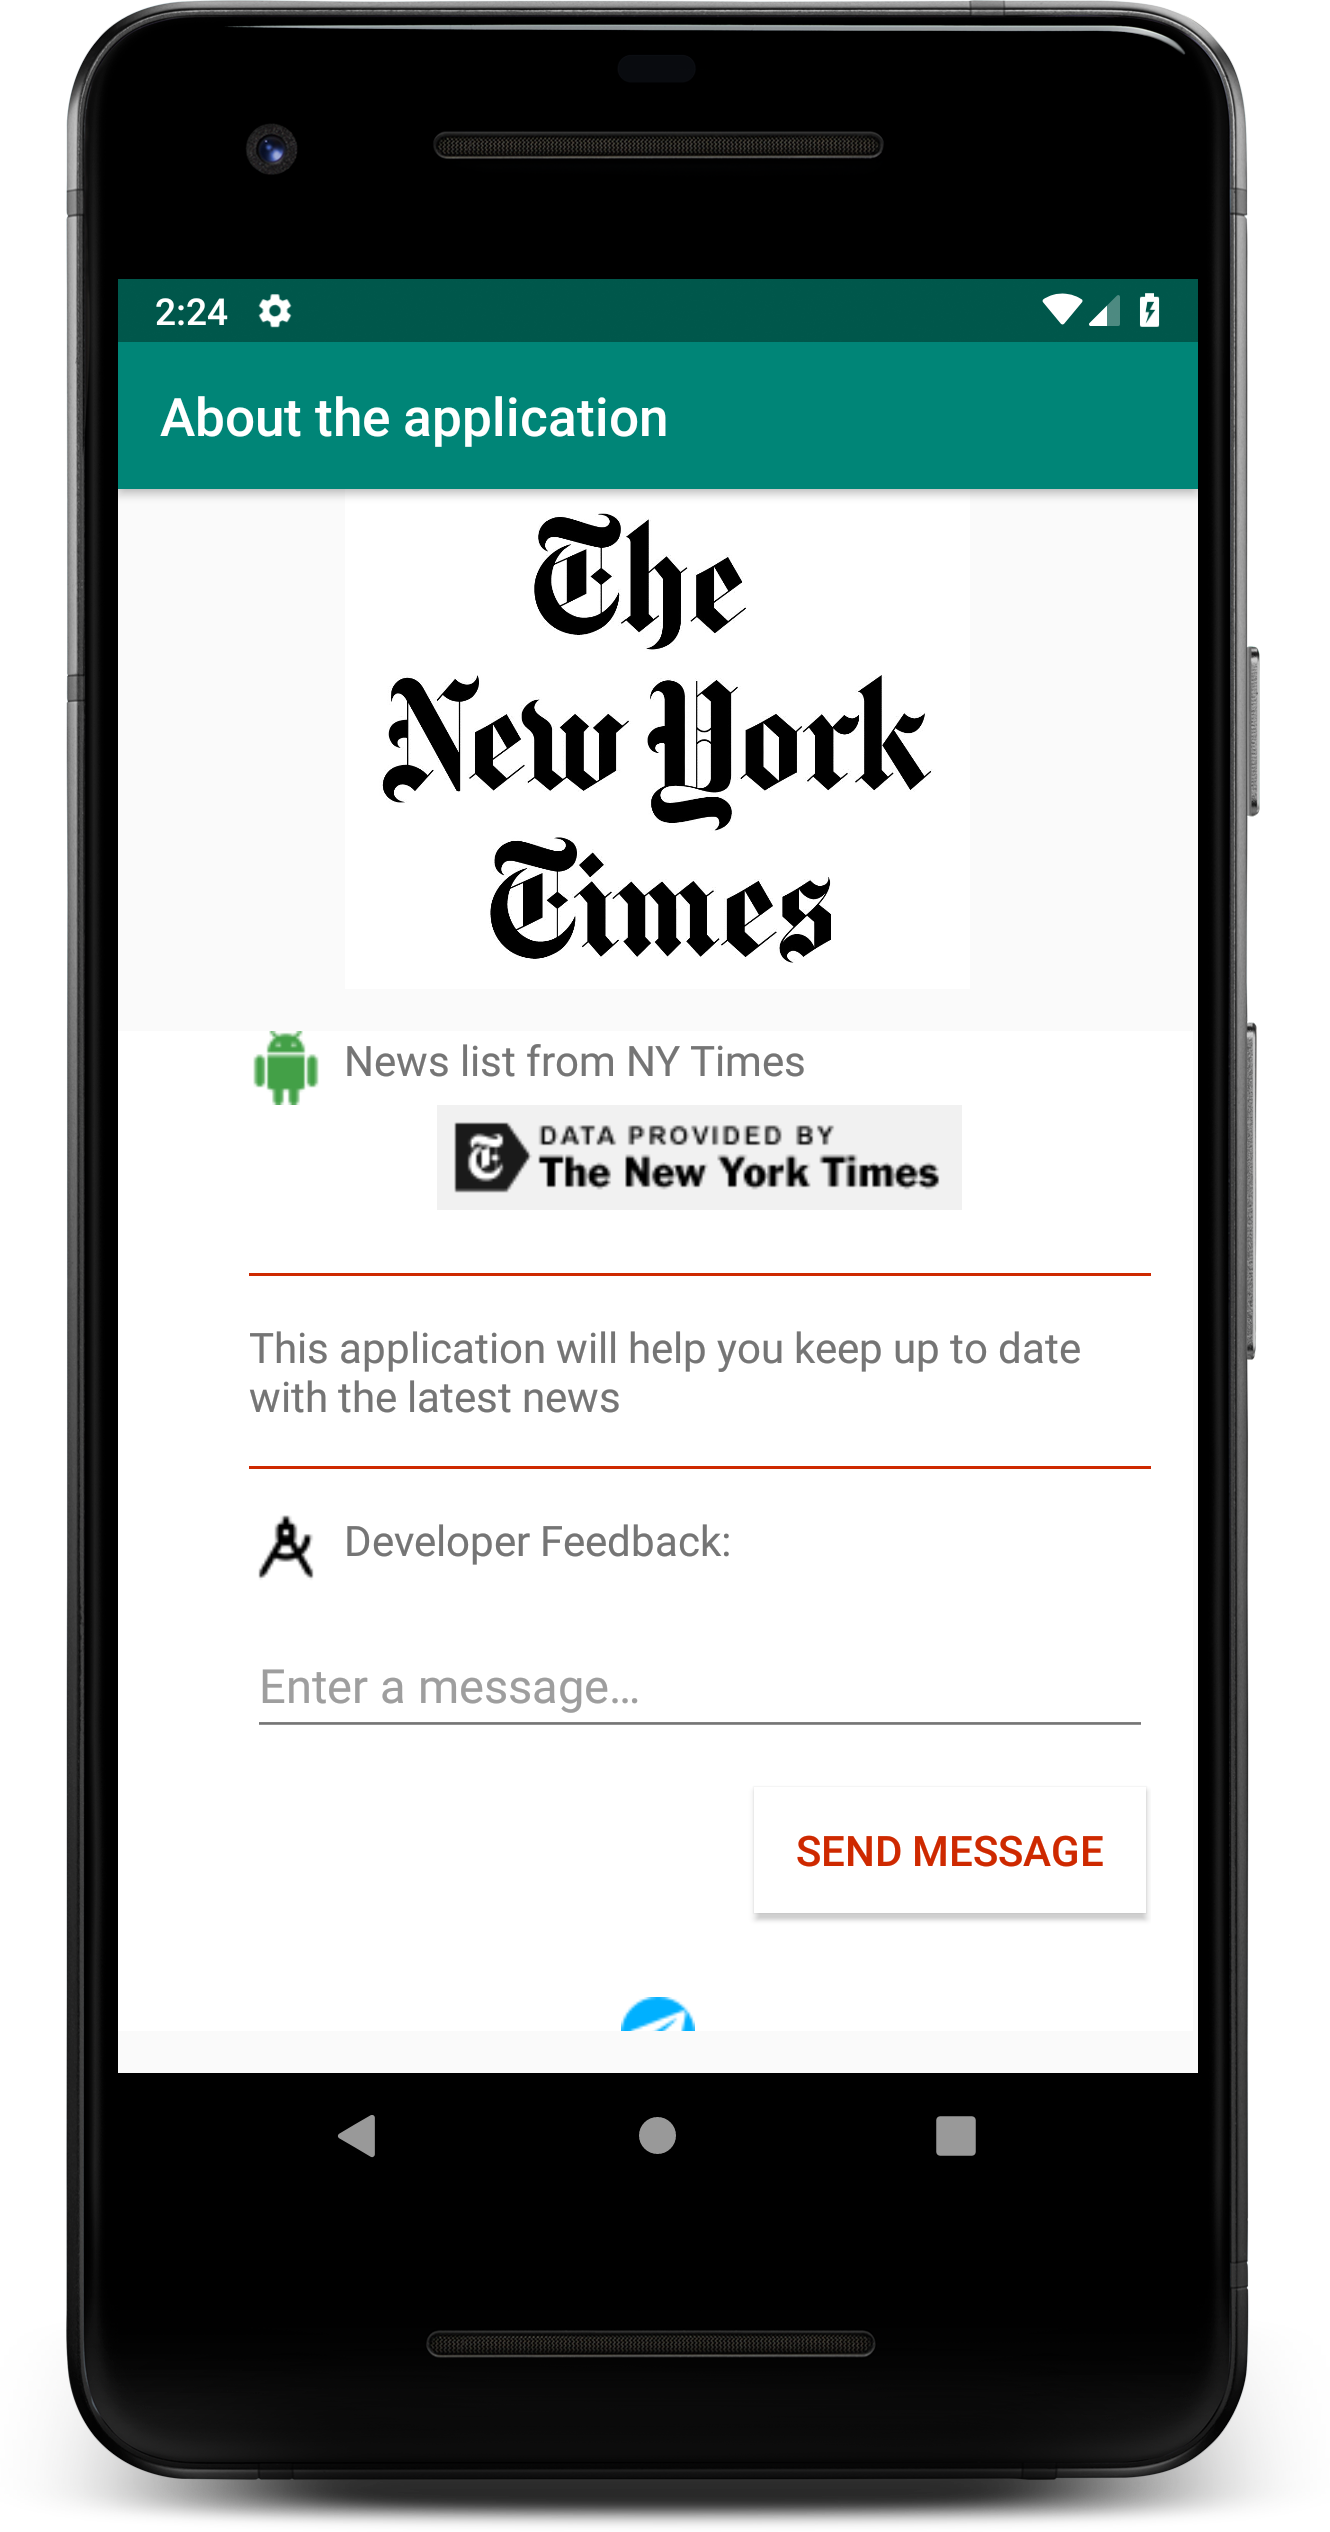 2:24
About the application
The
New York
Times
News list from NY Times
DATA PROVIDED BY
The New York Times
This application will help you keep up to date
with the latest news
Developer Feedback:
Enter a message...
SEND MESSAGE